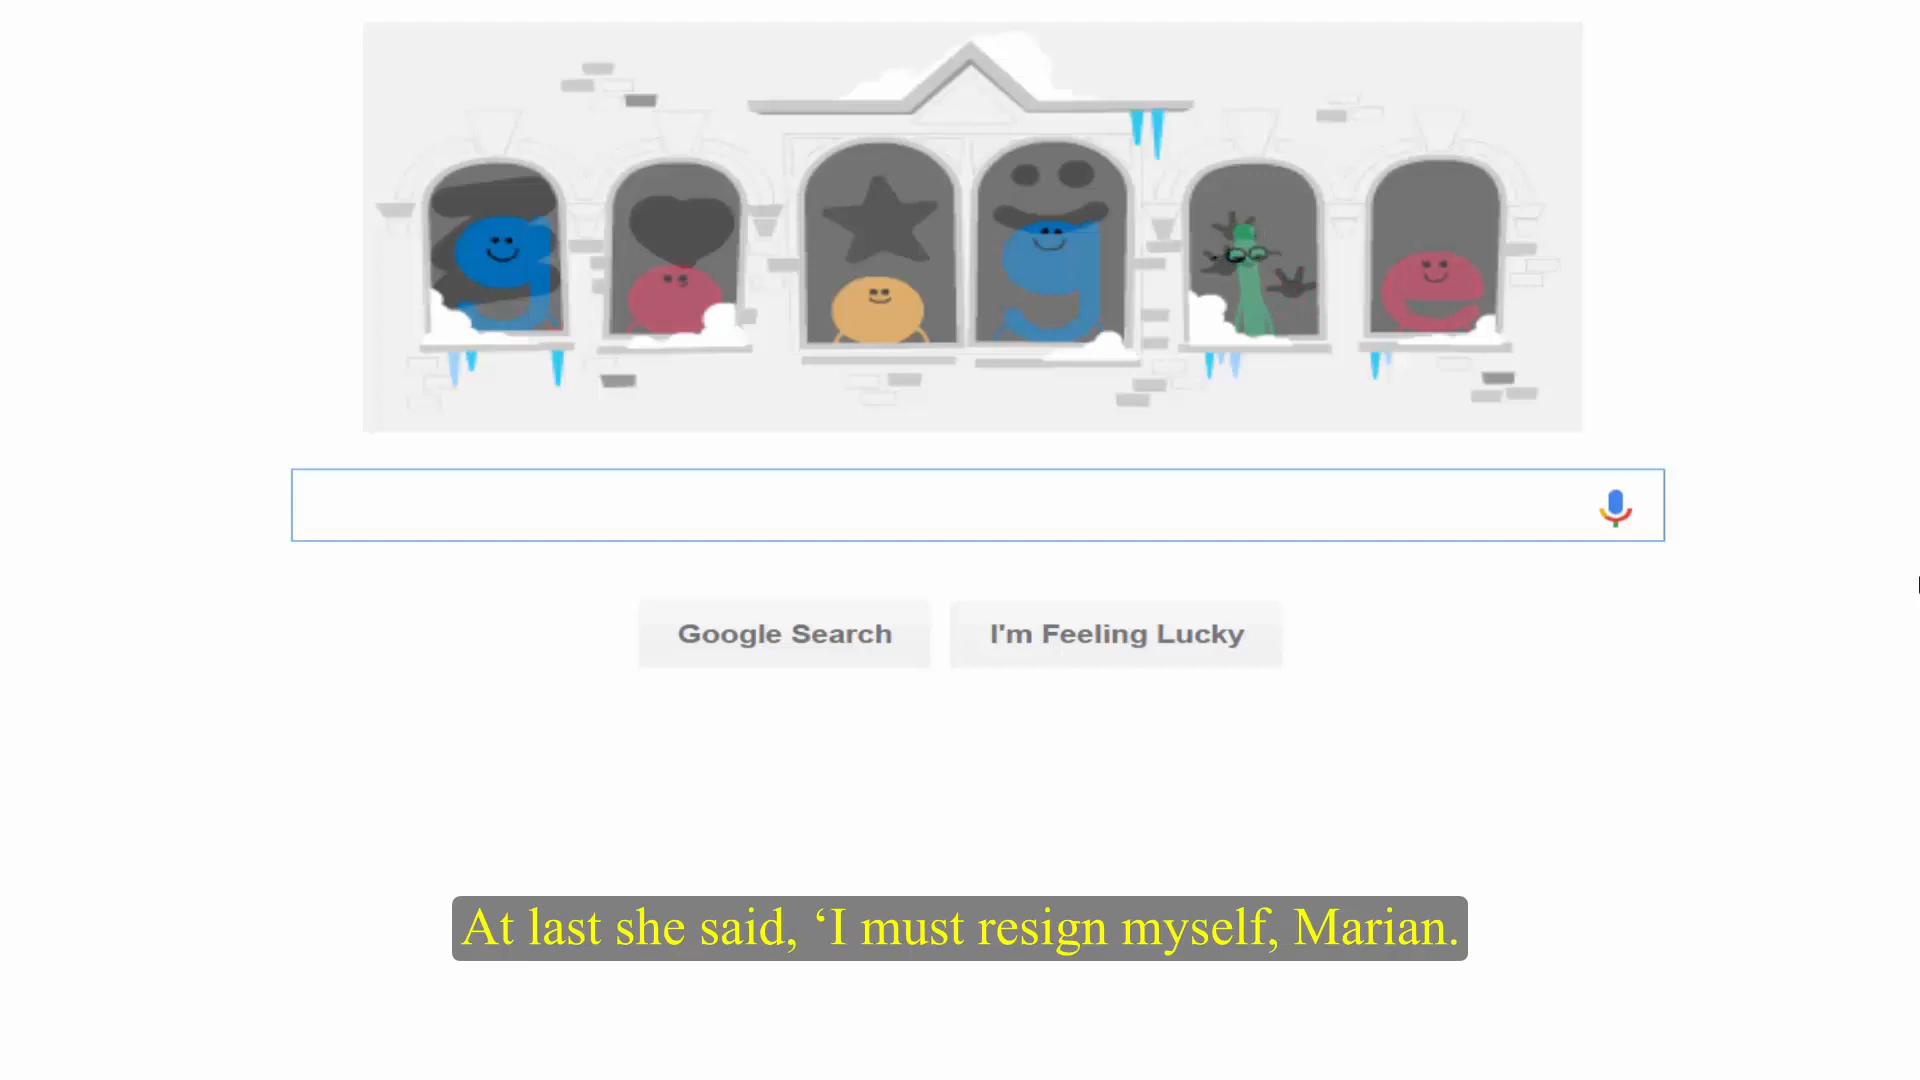 Google Search
I'm Feeling Lucky
At last she said, ‘I must resign myself, Marian.